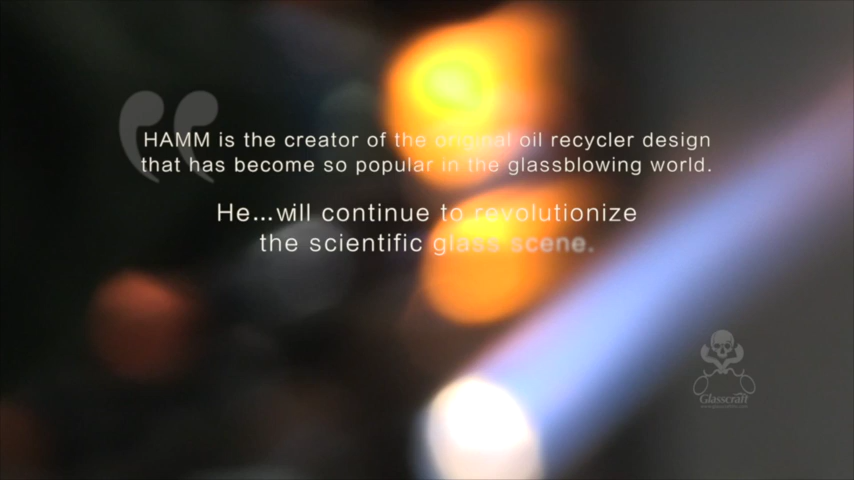 “
HAMM is the creator of the original oil recycler design
that has become so popular in the glassblowing world.
He...will continue to revolutionize
the scientific glass scene.
Glasscraft